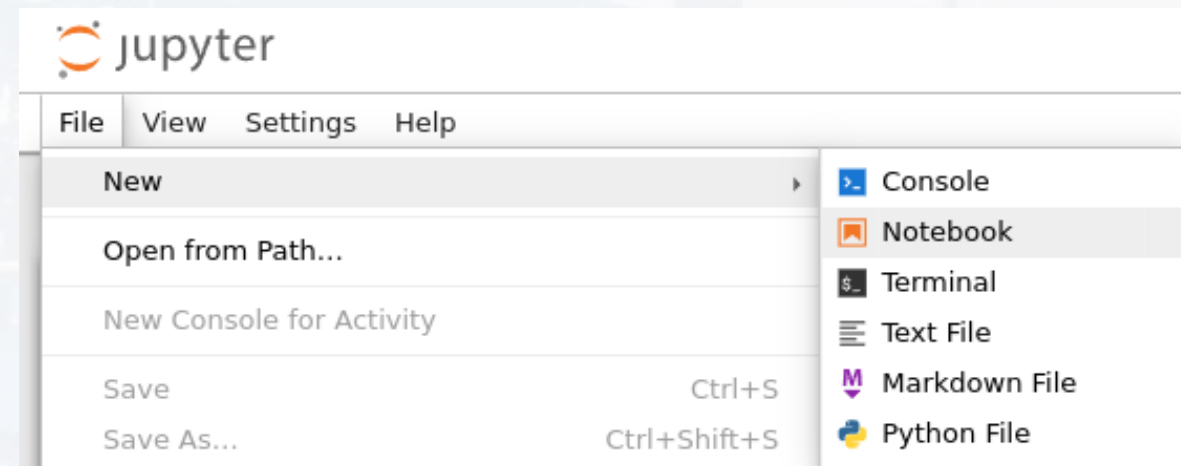 jupyter
File View Settings Help
New
Open from Path...
New Console for Activity
Save Ctrl+S
Save As... Ctrl+Shift+S
Console
Notebook
Terminal
Text File
Markdown File
Python File